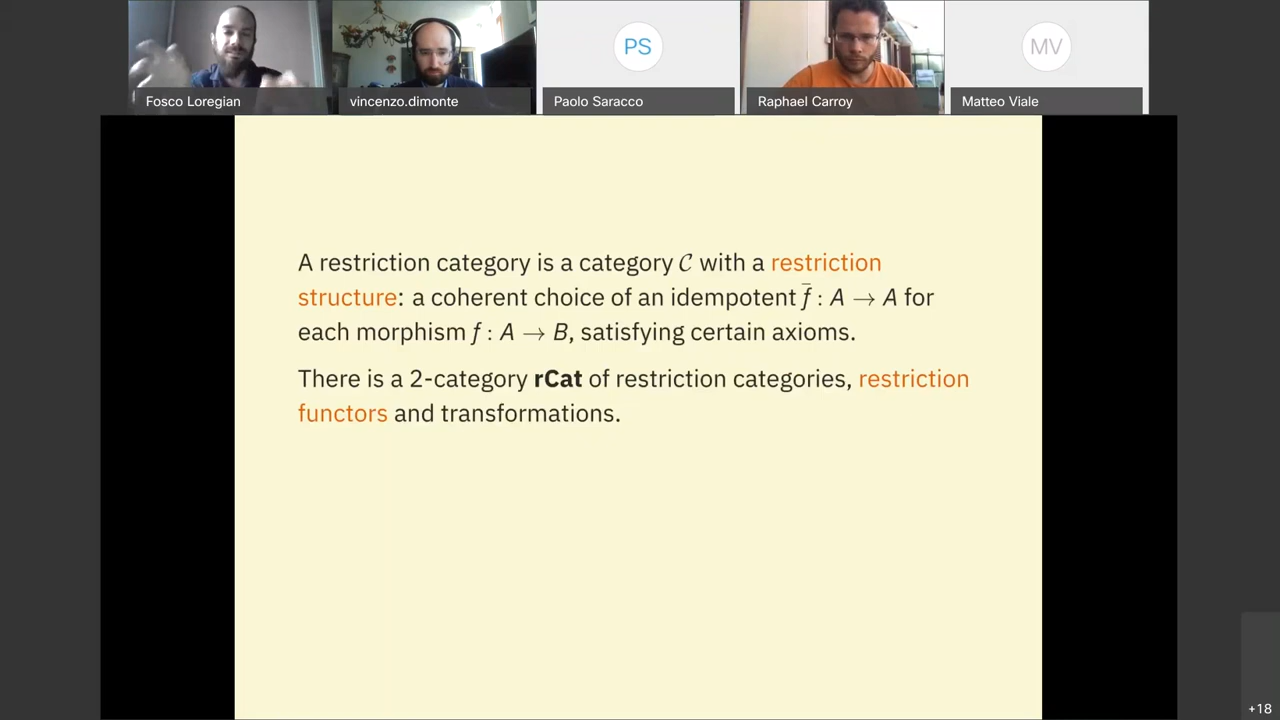 PS
MV
Fosco Loregian
vincenzo.dimonte
Paolo Saracco
Raphael Carroy
Matteo Viale
A restriction category is a category 𝒞 with a restriction
structure: a coherent choice of an idempotent f̄ : A → A for
each morphism f : A → B, satisfying certain axioms.
There is a 2-category rCat of restriction categories, restriction
functors and transformations.
+18